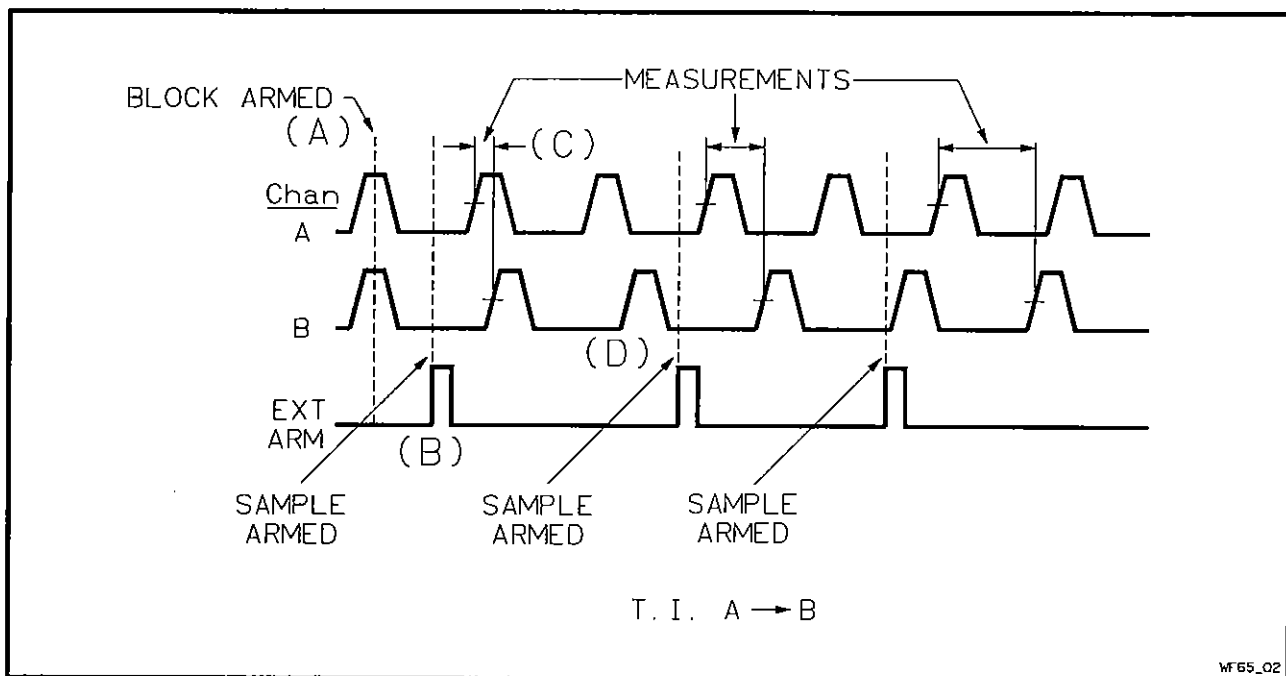 MEASUREMENTS
BLOCK ARMED
(A)
(C)
Chan
A
B
(D)
EXT
ARM
(B)
SAMPLE
ARMED
SAMPLE
ARMED
SAMPLE
ARMED
T. I. A → B
WF65_02